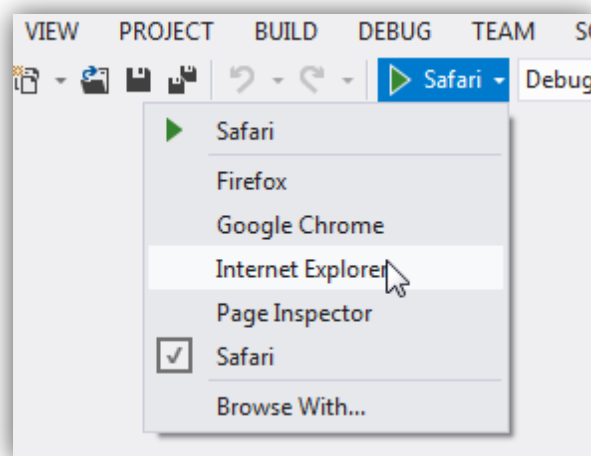 VIEW PROJECT BUILD DEBUG TEAM
Safari Debug
Safari
Firefox
Google Chrome
Internet Explorer
Page Inspector
Safari
Browse With...